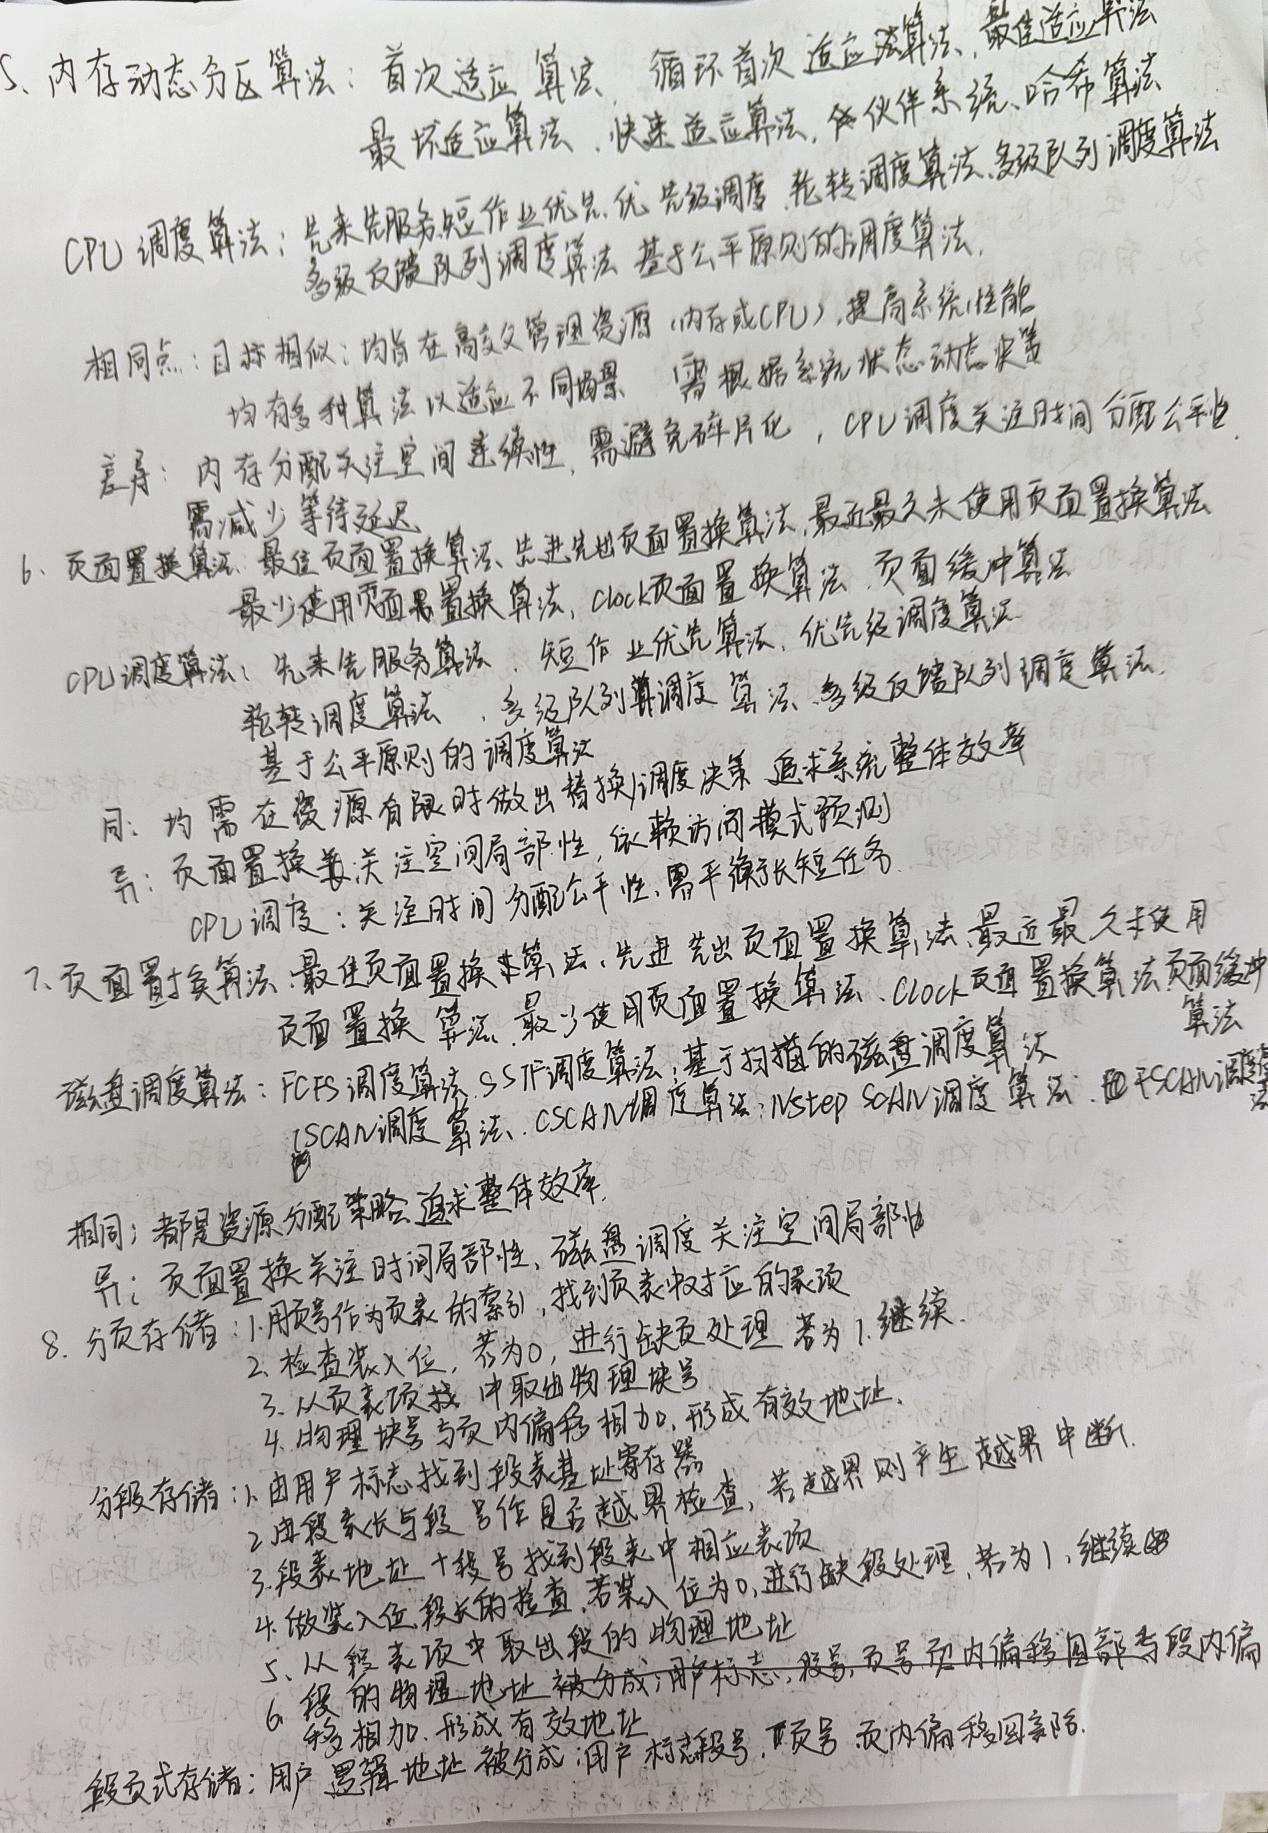 5、内存动态分区算法：首次适应算法、循环首次适应法算法、最佳适应算法
最坏适应算法、快速适应算法，伙伴系统、哈希算法
CPU调度算法：先来先服务、短作业优先、优先级调度、轮转调度算法、多级队列调度算法
多级反馈队列调度算法 基于公平原则的调度算法．
相同点：目标相似：均旨在高效管理资源（内存或CPU），提高系统性能
均有多种算法以适应不同场景 需根据系统状态动态决策
差异：内存分配关注空间连续性，需避免碎片化，CPU调度关注时间分配公平性．
需减少等待延迟
6、页面置换算法：最佳页面置换算法、先进先出页面置换算法、最近最久未使用页面置换算法
最少使用页面置换算法，Clock页面置换算法、页面缓冲算法
CPU调度算法：先来先服务算法、短作业优先算法、优先级调度算法
轮转调度算法、多级队列调度算法、多级反馈队列调度算法．
基于公平原则的调度算法
同：均需在资源有限时做出替换/调度决策 追求系统整体效率
异：页面置换：关注空间局部性，依赖访问模式预测
CPU调度：关注时间分配公平性、需平衡长短任务．
7、页面置换算法：最佳页面置换算法、先进先出页面置换算法、最近最久未使用
页面置换算法、最少使用页面置换算法、Clock页面置换算法 页面缓冲
算法
磁盘调度算法：FCFS调度算法、SSTF调度算法、基于扫描的磁盘调度算法
SCAN调度算法、CSCAN调度算法；NStep SCAN调度算法、FSCAN调度算法
相同：都是资源分配策略 追求整体效率．
异：页面置换关注时间局部性，磁盘调度关注空间局部性
8、分页存储：1.用页号作为页表的索引，找到页表中对应的表项
2.检查装入位，若为0，进行缺页处理 若为1、继续．
3.从页表项中取出物理块号
4.物理块号与页内偏移相加，形成有效地址．
分段存储：1.由用户标志找到段表基址寄存器
2.由段表长与段号作是否越界检查，若越界则产生越界中断．
3.段表地址+段号找到段表中相应表项
4.做装入位、段长的检查，若装入位为0，进行缺段处理，若为1，继续
5、从段表项中取出段的物理地址
6.段的物理地址被分成：用户标志、段号，页号 页内偏移四部 与段内偏
移相加，形成有效地址
段页式存储：用户逻辑地址被分成：用户标志段号，页号 页内偏移四部分．